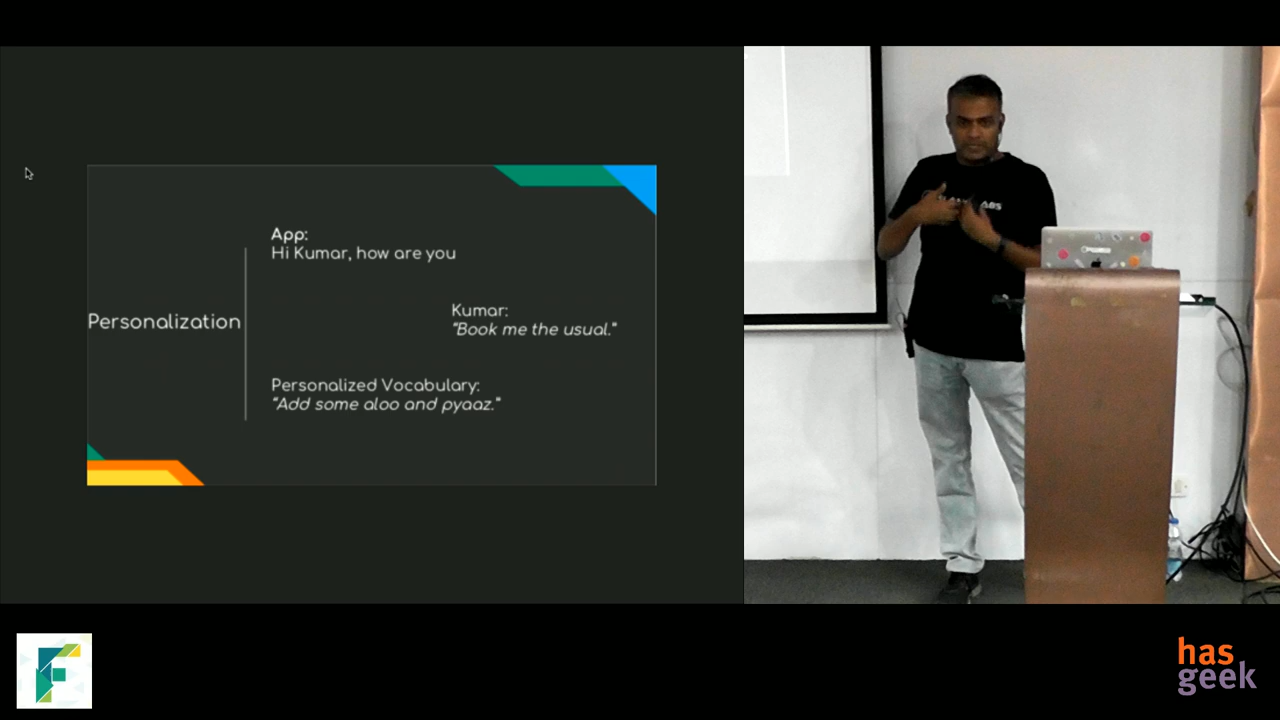 App:
Hi Kumar, how are you
Personalization
Kumar:
“Book me the usual.”
Personalized Vocabulary:
“Add some aloo and pyaaz.”
has
geek